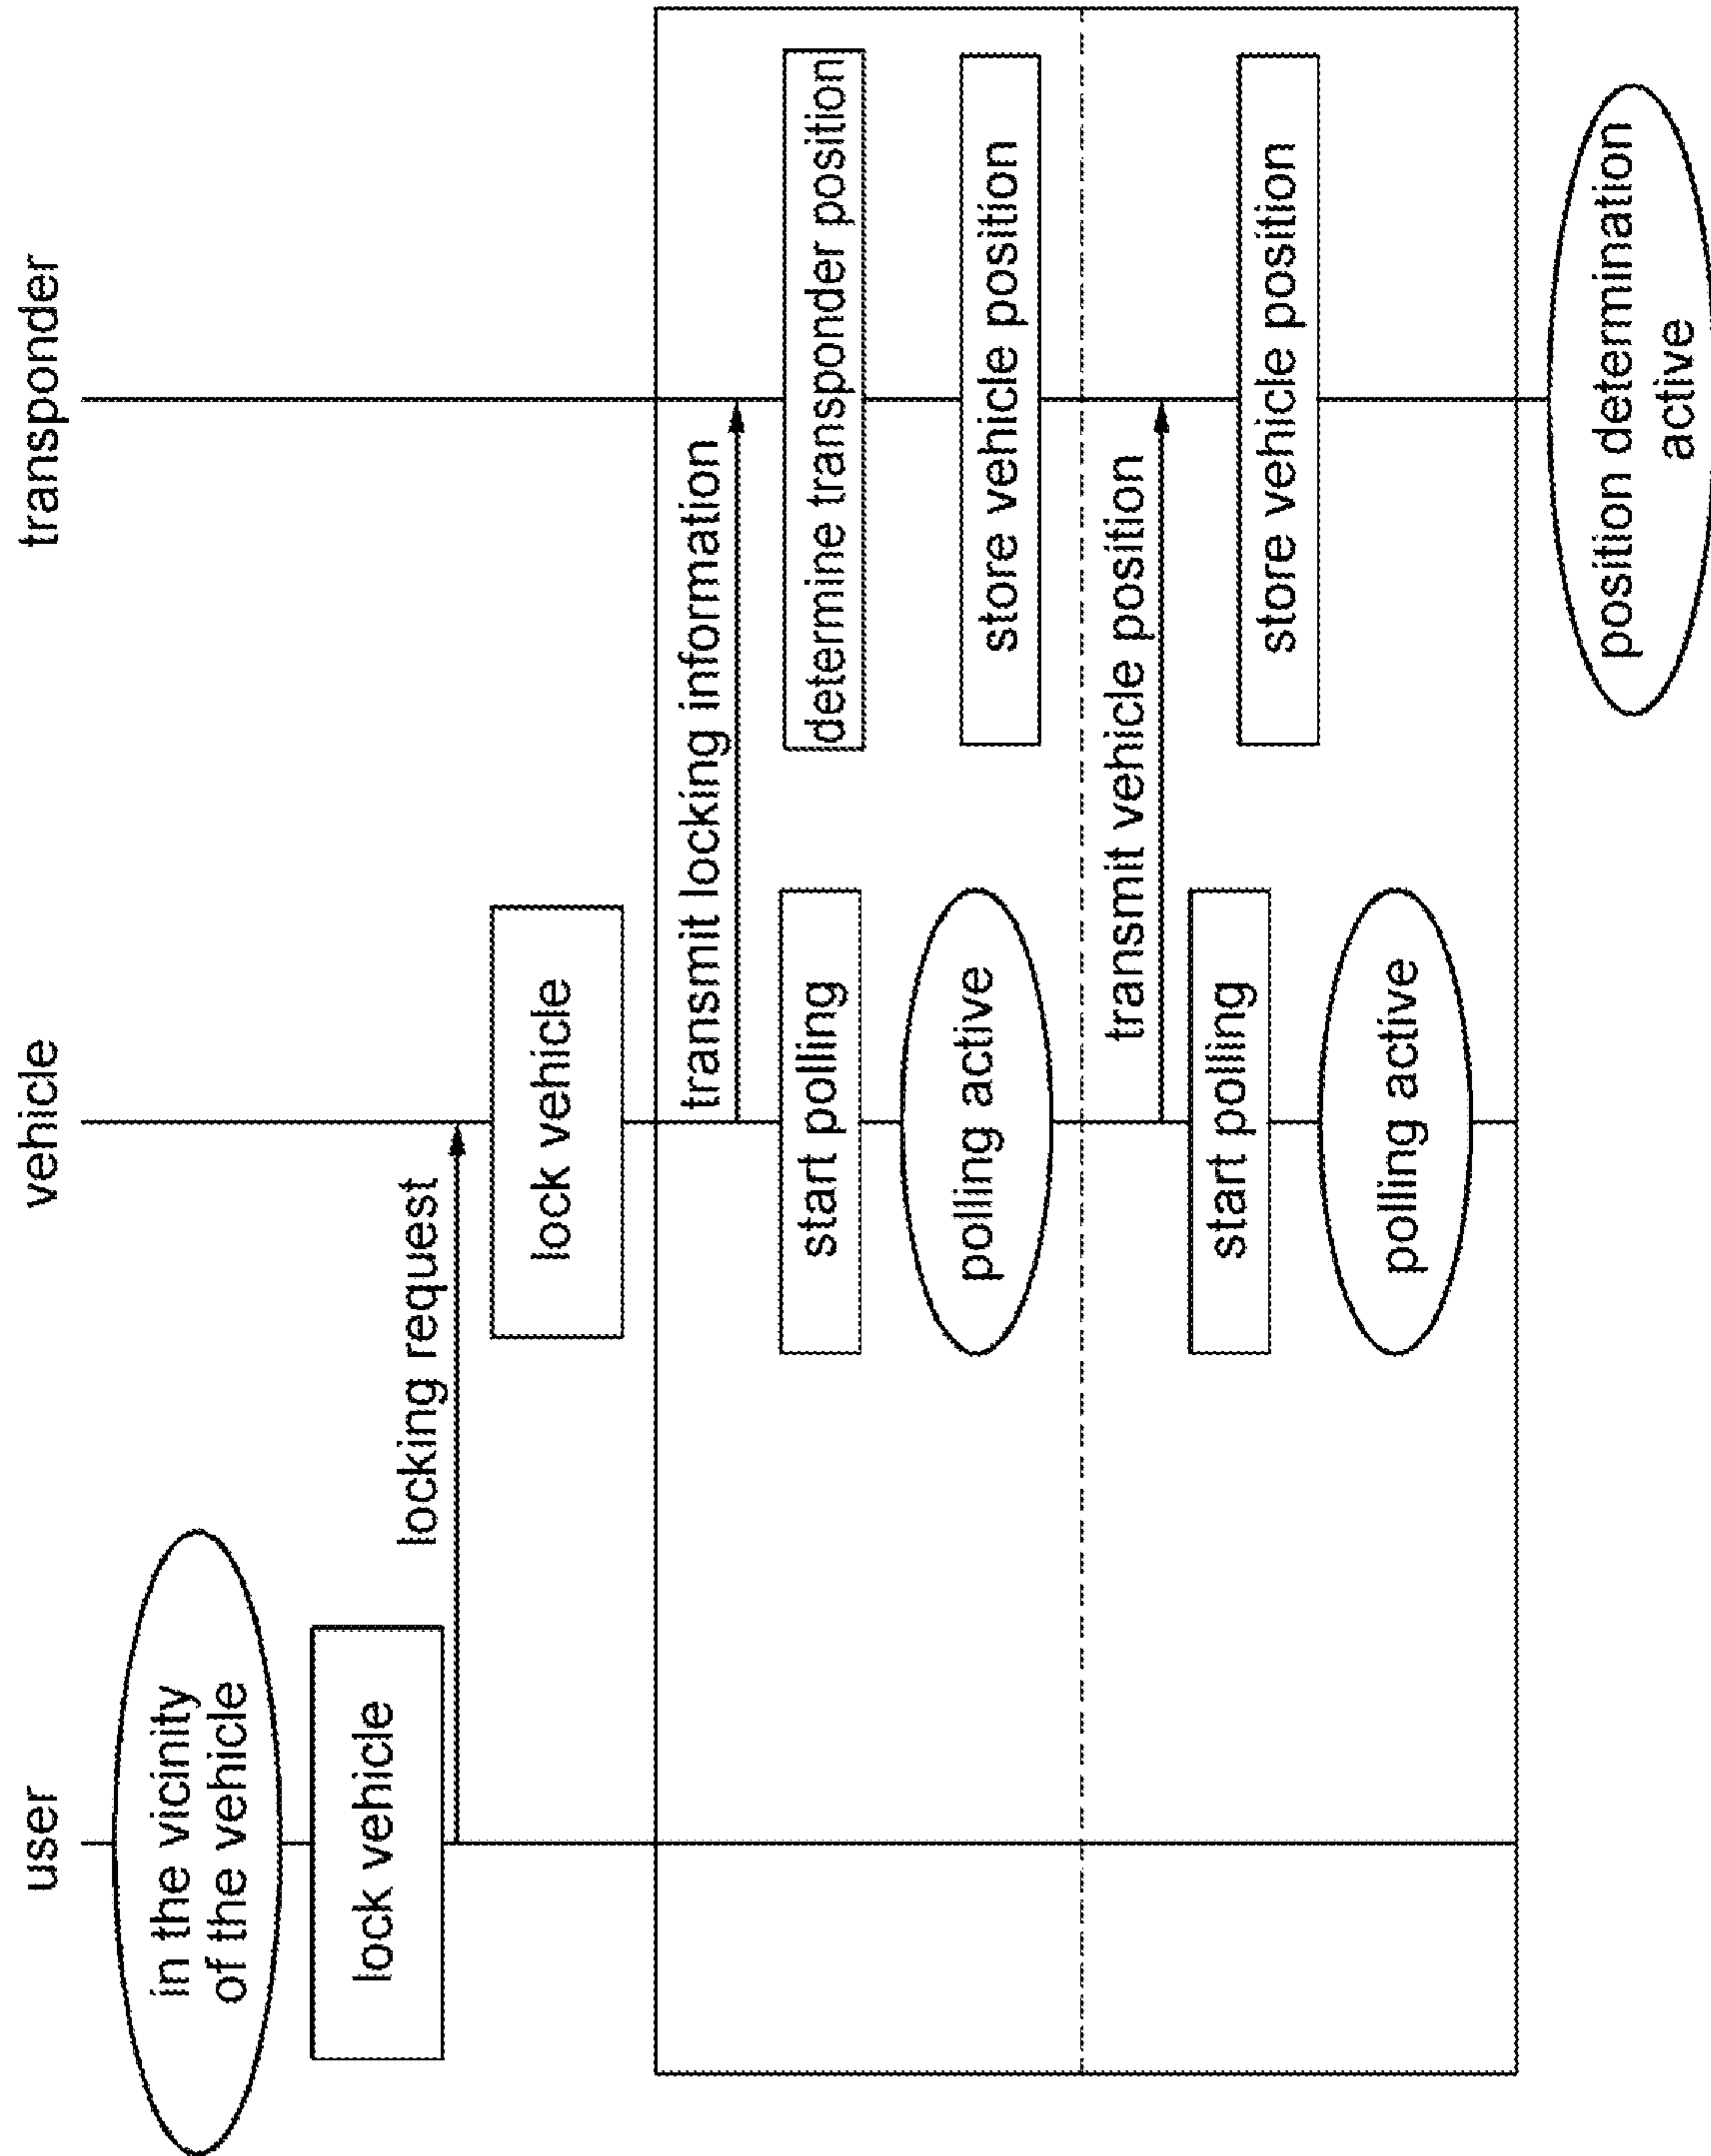 user
vehicle
transponder
in the vicinity
of the vehicle
lock vehicle
locking request
lock vehicle
transmit locking information
start polling
determine transponder position
polling active
store vehicle position
transmit vehicle position
start polling
store vehicle position
polling active
position determination
active